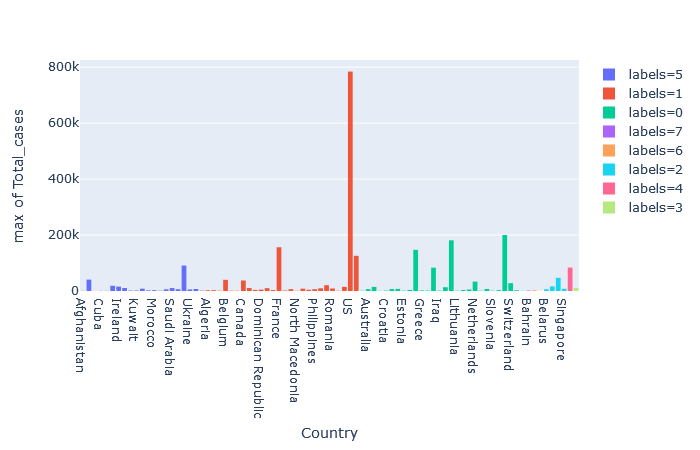 800k
600k
400k
200k
0
max of Total_cases
Afghanistan
Cuba
Ireland
Kuwait
Morocco
Saudi Arabia
Ukraine
Algeria
Belgium
Canada
Dominican Republic
France
North Macedonia
Philippines
Romania
US
Australia
Croatia
Estonia
Greece
Iraq
Lithuania
Netherlands
Slovenia
Switzerland
Bahrain
Belarus
Singapore
Country
labels=5
labels=1
labels=0
labels=7
labels=6
labels=2
labels=4
labels=3